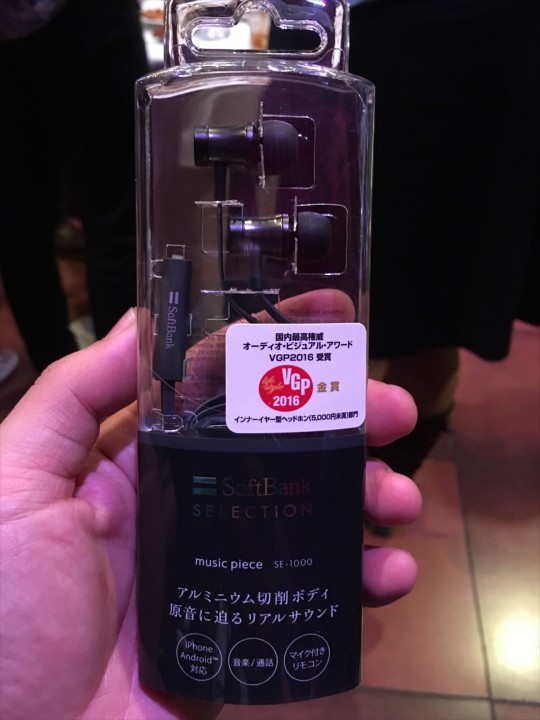 SoftBank
国内最高権威
オーディオ・ビジュアル・アワード
VGP2016 受賞
life style
VGP
2016
金賞
インナーイヤー型ヘッドホン(5,000円未満)部門
SoftBank
SELECTION
music piece SE-1000
アルミニウム切削ボディ
原音に迫るリアルサウンド
iPhone
Android™
対応
音楽/通話
マイク付き
リモコン